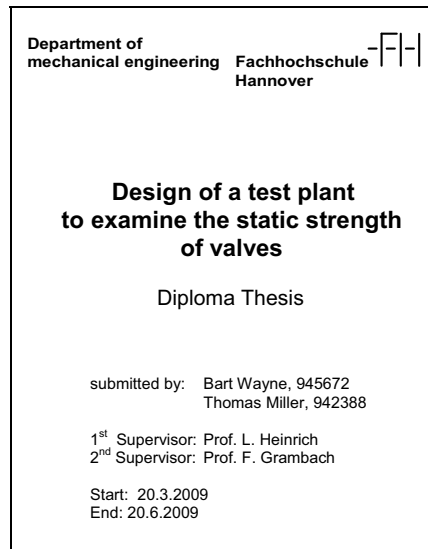 Department of
mechanical engineering Fachhochschule
Hannover
FH
Design of a test plant
to examine the static strength
of valves
Diploma Thesis
submitted by: Bart Wayne, 945672
Thomas Miller, 942388
1st Supervisor: Prof. L. Heinrich
2nd Supervisor: Prof. F. Grambach
Start: 20.3.2009
End: 20.6.2009